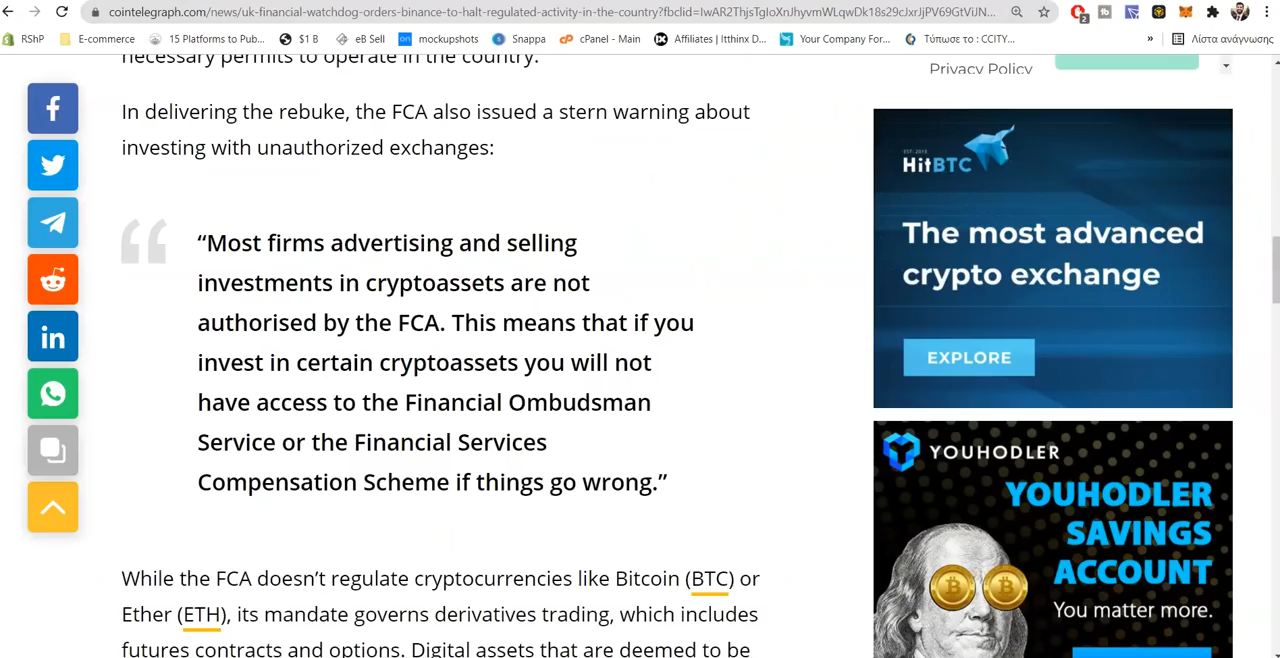 cointelegraph.com/news/uk-financial-watchdog-orders-binance-to-halt-regulated-activity-in-the-country?fbclid=IwAR2ThjsTgIoXnJhyvmWLqwDk18s29cJxrJjPV69GtViJN...
2
RShP
E-commerce
15 Platforms to Pub...
$1 B
eB Sell
on
mockupshots
Snappa
cP
cPanel - Main
Affiliates | Itthinx D...
Your Company For...
Τύπωσε το : CCITY...
»
Λίστα ανάγνωσης
necessary permits to operate in the country.
In delivering the rebuke, the FCA also issued a stern warning about
investing with unauthorized exchanges:
“Most firms advertising and selling
investments in cryptoassets are not
authorised by the FCA. This means that if you
invest in certain cryptoassets you will not
have access to the Financial Ombudsman
Service or the Financial Services
Compensation Scheme if things go wrong.”
While the FCA doesn’t regulate cryptocurrencies like Bitcoin (BTC) or
Ether (ETH), its mandate governs derivatives trading, which includes
futures contracts and options. Digital assets that are deemed to be
Privacy Policy
EST. 2013
HitBTC
The most advanced
crypto exchange
EXPLORE
YOUHODLER
YOUHODLER
SAVINGS
ACCOUNT
You matter more.